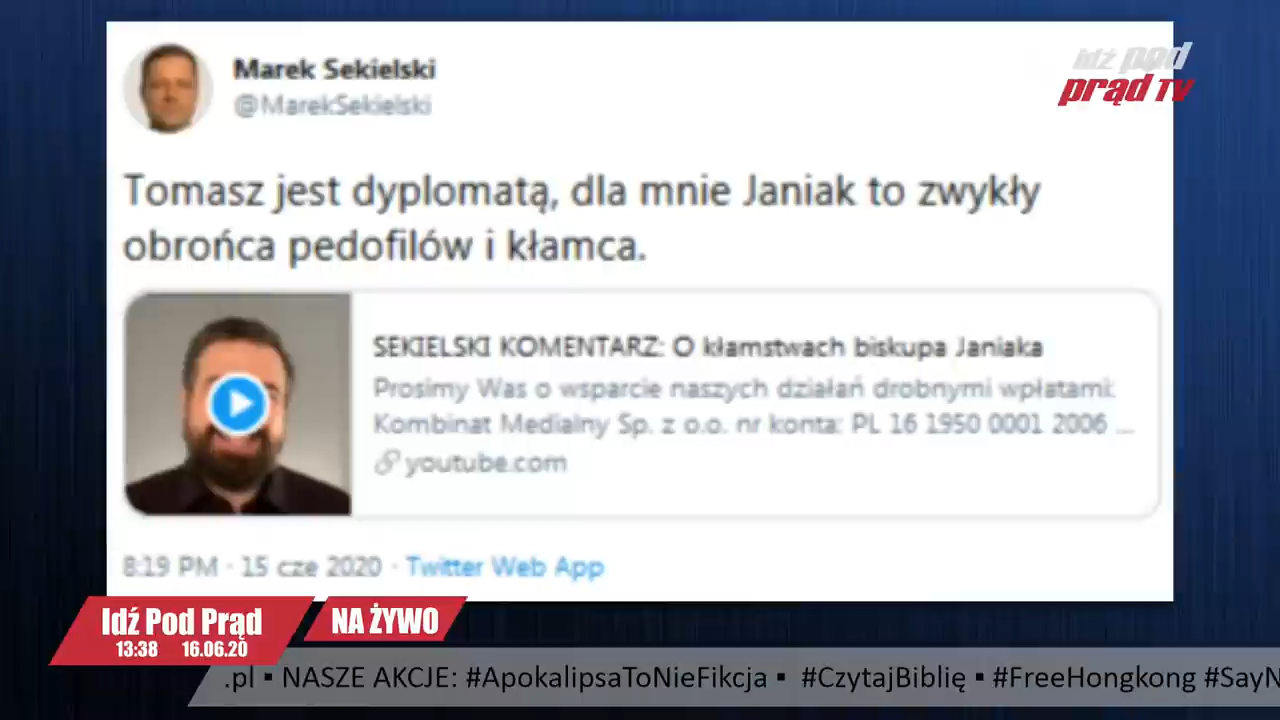 Marek Sekielski
@MarekSekielski
idź pod
prąd TV
Tomasz jest dyplomatą, dla mnie Janiak to zwykły
obrońca pedofilów i kłamca.
SEKIELSKI KOMENTARZ: O kłamstwach biskupa Janiaka
Prosimy Was o wsparcie naszych działań drobnymi wpłatami:
Kombinat Medialny Sp. z o.o. nr konta: PL 16 1950 0001 2006 ...
youtube.com
8:19 PM · 15 cze 2020 · Twitter Web App
Idź Pod Prąd
NA ŻYWO
13:38 16.06.20
.pl ▪ NASZE AKCJE: #ApokalipsaToNieFikcja ▪ #CzytajBiblię ▪ #FreeHongkong #SayN